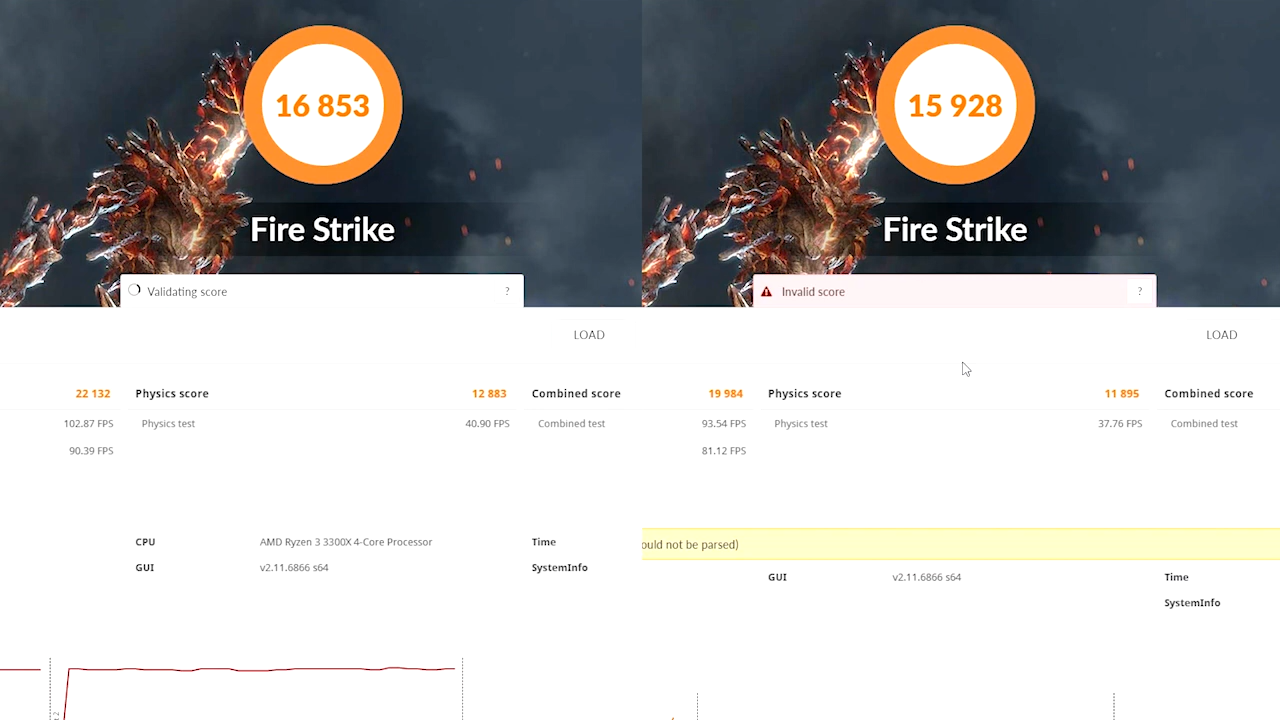 16 853
Fire Strike
Validating score ?
LOAD
22 132 Physics score 12 883 Combined score
102.87 FPS Physics test 40.90 FPS Combined test
90.39 FPS
CPU AMD Ryzen 3 3300X 4-Core Processor Time
GUI v2.11.6866 s64 SystemInfo
15 928
Fire Strike
Invalid score ?
LOAD
19 984 Physics score 11 895 Combined score
93.54 FPS Physics test 37.76 FPS Combined test
81.12 FPS
ould not be parsed)
GUI v2.11.6866 s64 Time
SystemInfo